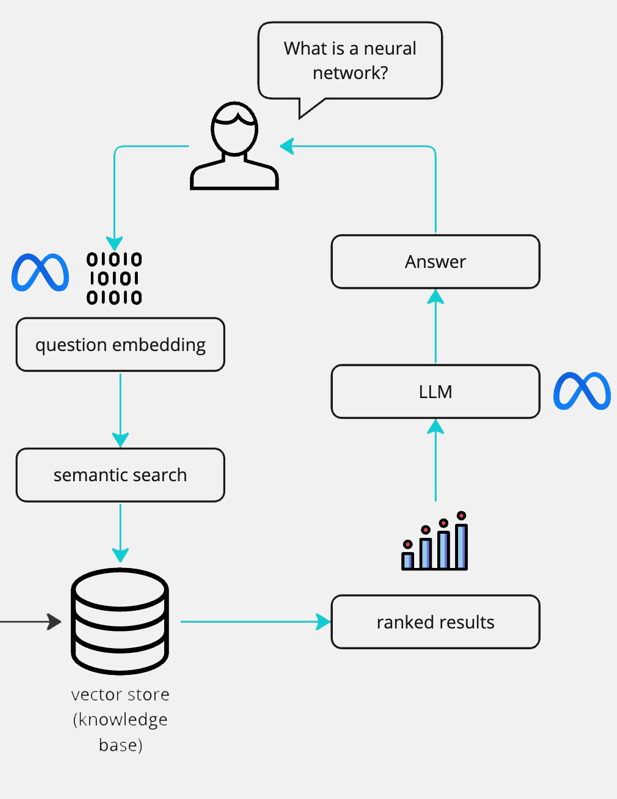 What is a neural
network?
01010
10101
01010
question embedding
semantic search
vector store
(knowledge
base)
ranked results
LLM
Answer